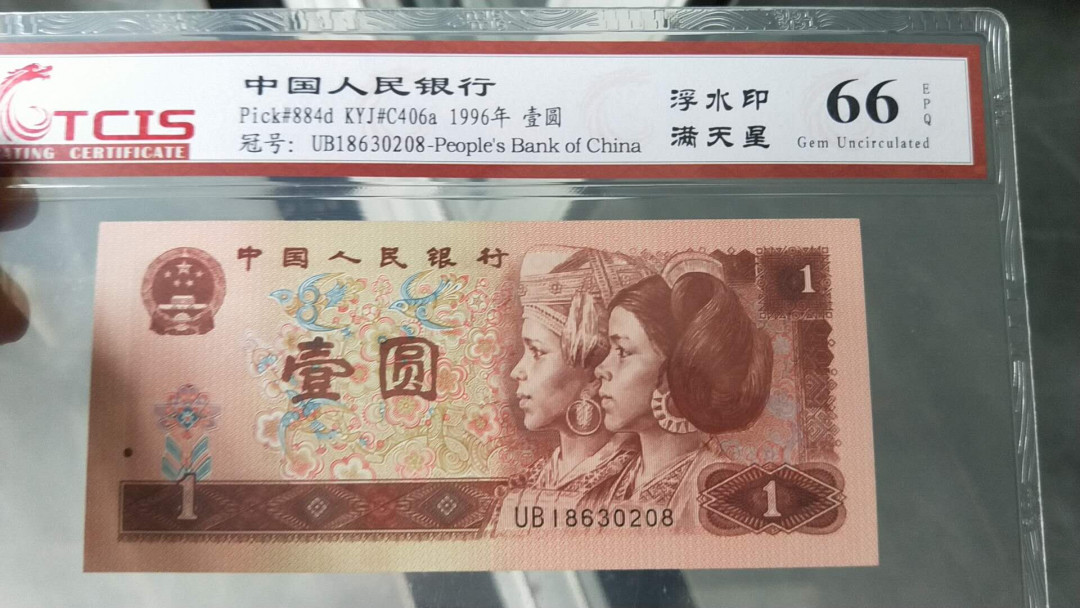 中国人民银行
Pick#884d KYJ#C406a 1996年 壹圆
冠号: UB18630208-People's Bank of China
TCIS
ATING CERTIFICATE
浮水印
满天星
66
EPQ
Gem Uncirculated
中国人民银行
1
壹圆
1
UB18630208
1